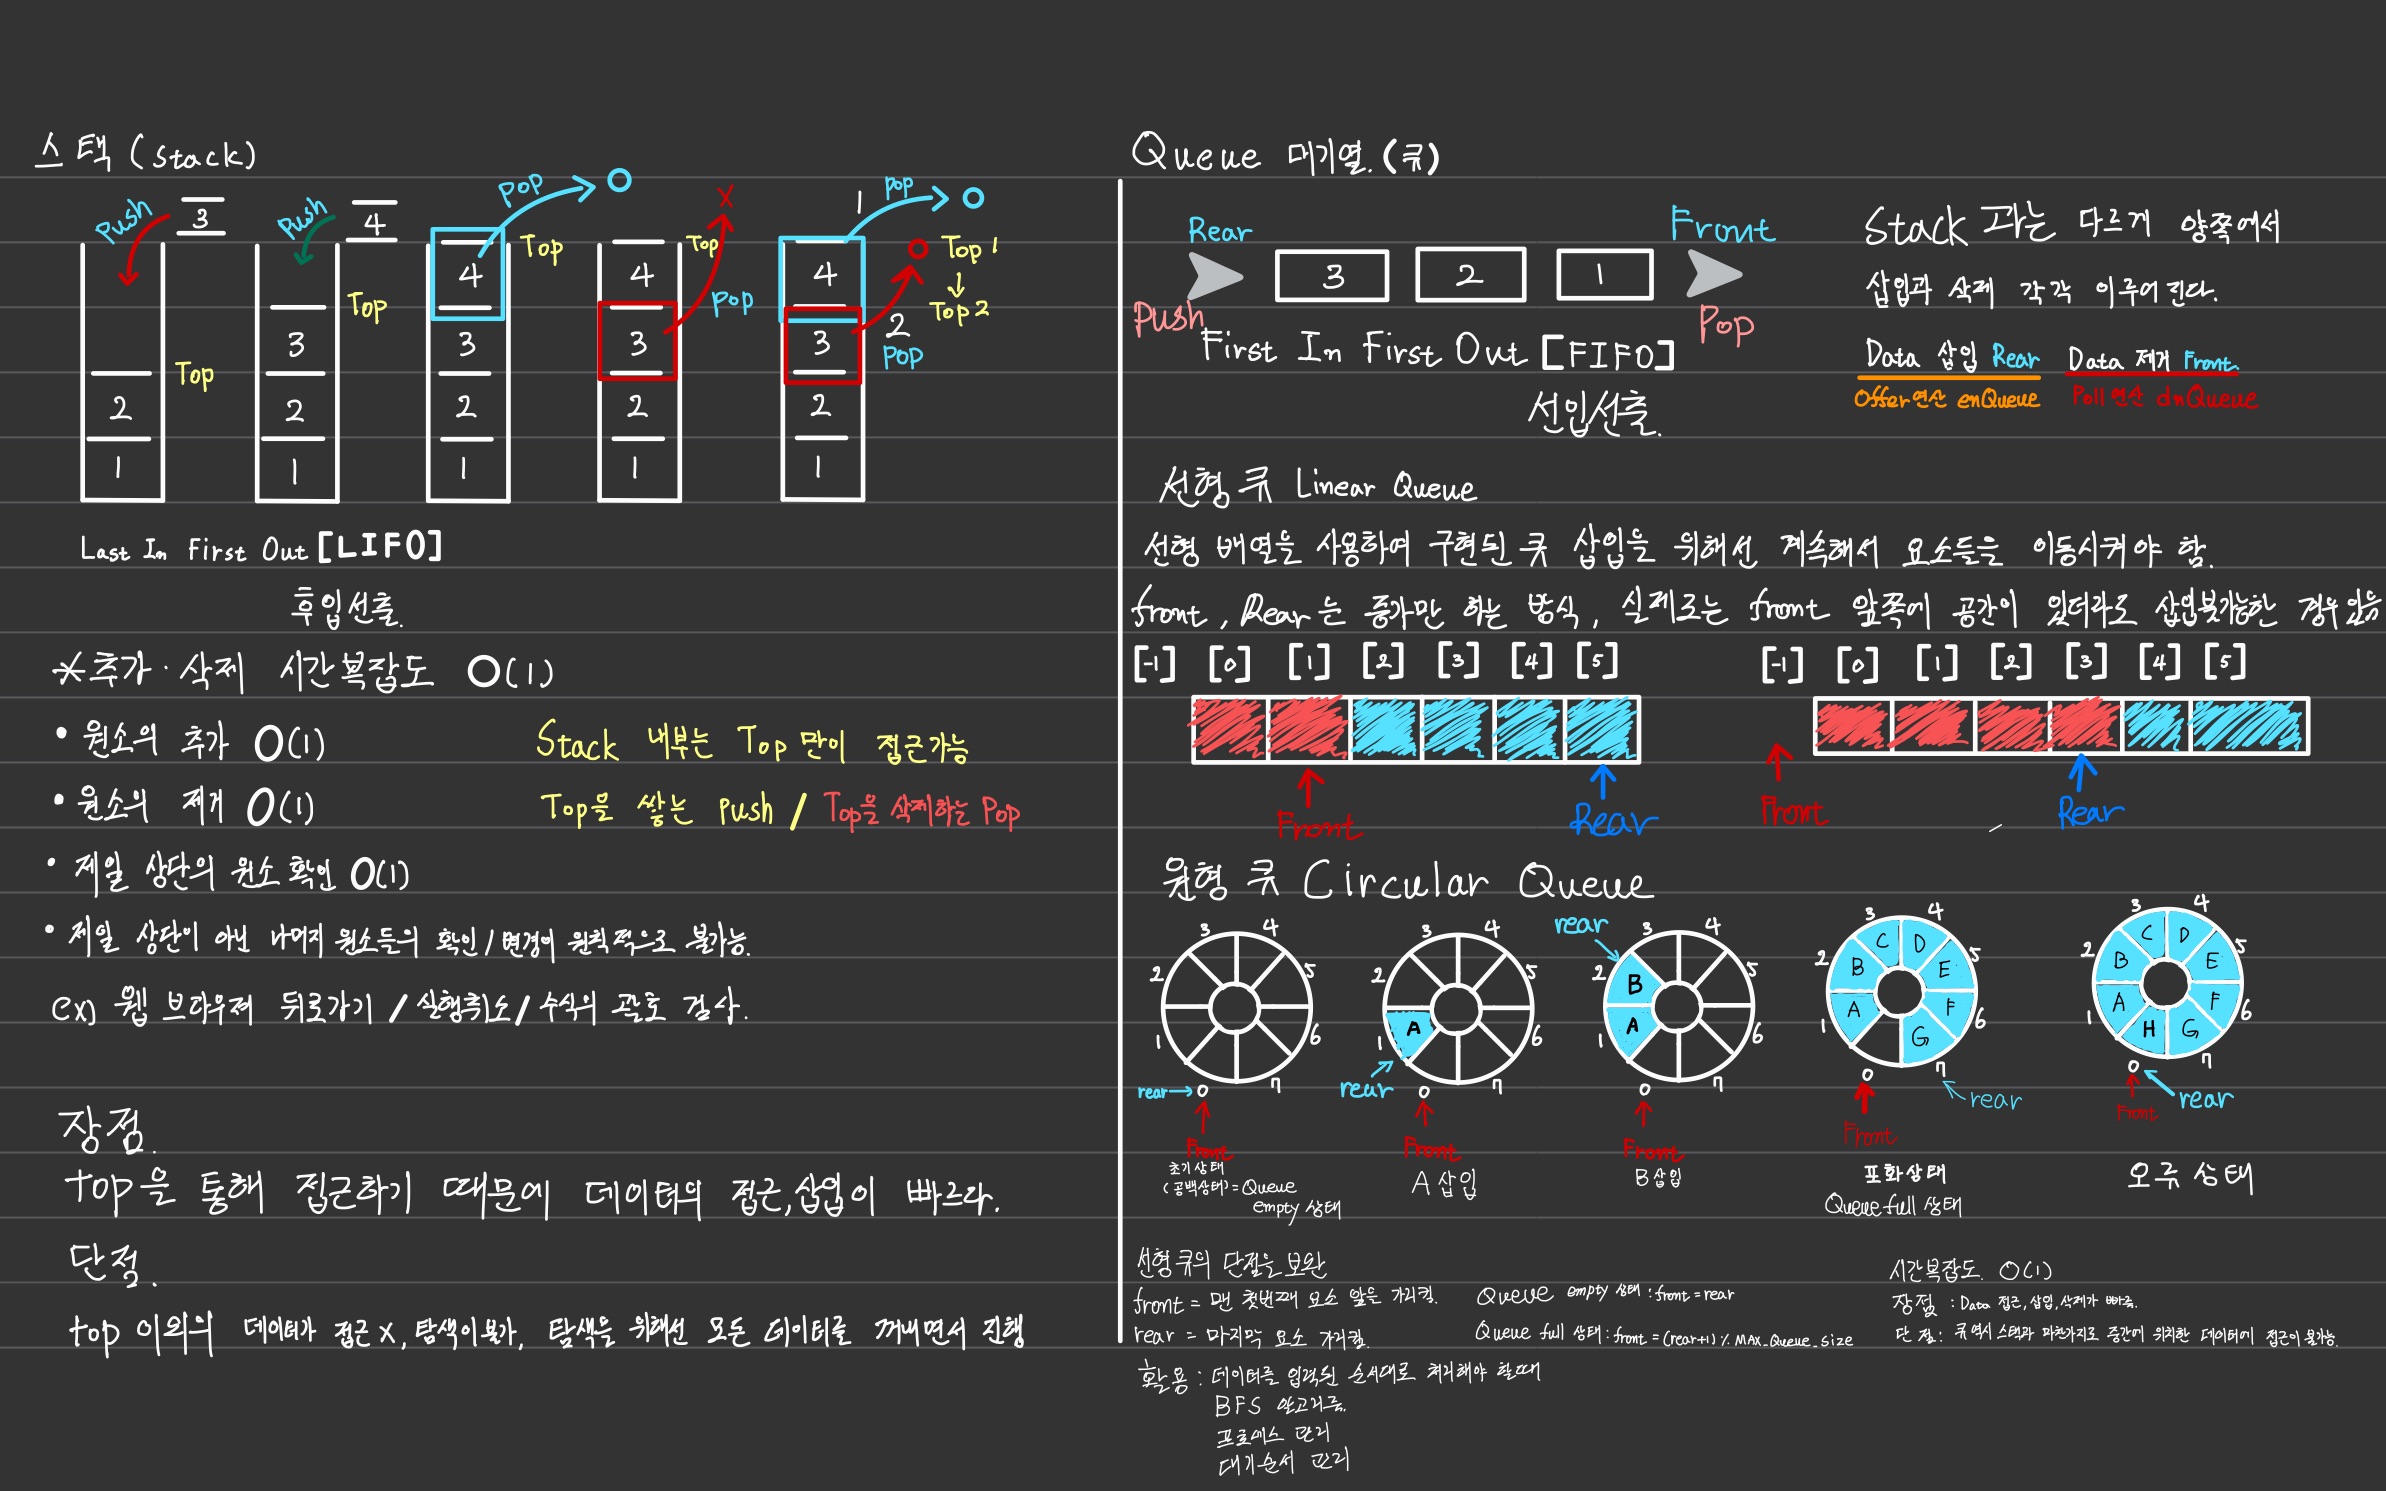 스택 (Stack)
Push 3
Push 4
pop
x
1 pop
Top
Top
Top
Top
Top 1
↓
Top 2
pop
2
pop
2
1
3
2
1
4
3
2
1
4
3
2
1
4
3
2
1
Last In First Out [LIFO]
후입선출.
*추가·삭제 시간복잡도 O(1)
• 원소의 추가 O(1)
• 원소의 제거 O(1)
• 제일 상단의 원소 확인 O(1)
• 제일 상단이 아닌 나머지 원소들의 확인/변경이 원칙적으로 불가능.
ex) 웹 브라우져 뒤로가기 / 실행취소 / 수식의 괄호 검사.
Stack 내부는 Top 만이 접근가능
Top을 쌓는 push / Top을 삭제하는 Pop
장점.
top을 통해 접근하기 때문에 데이터의 접근,삽입이 빠르다.
단점.
top 이외의 데이터가 접근 X, 탐색이불가, 탐색을 위해선 모든 데이터를 꺼내면서 진행
Queue 대기열.(큐)
Rear
Front
3 2 1
Push
Pop
First In First Out [FIFO]
선입선출.
Stack 과는 다르게 양쪽에서
삽입과 삭제 각각 이루어진다.
Data 삽입 Rear Data 제거 Front
Offer연산 enQueue Poll연산 dnQueue
선형 큐 Linear Queue
선형 배열을 사용하여 구현된 큐 삽입을 위해선 계속해서 요소들을 이동시켜야 함.
front, Rear는 증가만 하는 방식, 실제로는 front 앞쪽에 공간이 있더라도 삽입불가능한 경우있음
[-1] [0] [1] [2] [3] [4] [5]
Front Rear
[-1] [0] [1] [2] [3] [4] [5]
Front Rear
원형 큐 Circular Queue
3 4
2 5
1 6
rear → 0 7
Front
초기상태
(공백상태) = Queue
empty 상태
3 4
2 5
A
1 6
rear 0 7
Front
A 삽입
rear 3 4
2 B 5
1 A 6
0 7
Front
B삽입
3 4
C D
2 B E 5
1 A F 6
G
0 7
rear
Front
포화상태
Queue full 상태
3 4
C D
2 B E 5
1 A F 6
H G
0 7
Front rear
오류 상태
선형 큐의 단점을 보완
front = 맨 첫번째 요소 앞을 가리킴.
rear = 마지막 요소 가리킴.
Queue empty 상태 : front = rear
Queue full 상태 : front = (rear+1) % MAX_Queue_size
시간복잡도. O(1)
장점 : Data 접근,삽입,삭제가 빠름.
단점 : 큐 역시 스택과 마찬가지로 중간에 위치한 데이터에 접근이 불가능.
활용 : 데이터를 입력된 순서대로 처리해야 할때
BFS 알고리즘.
프로세스 관리
대기순서 관리